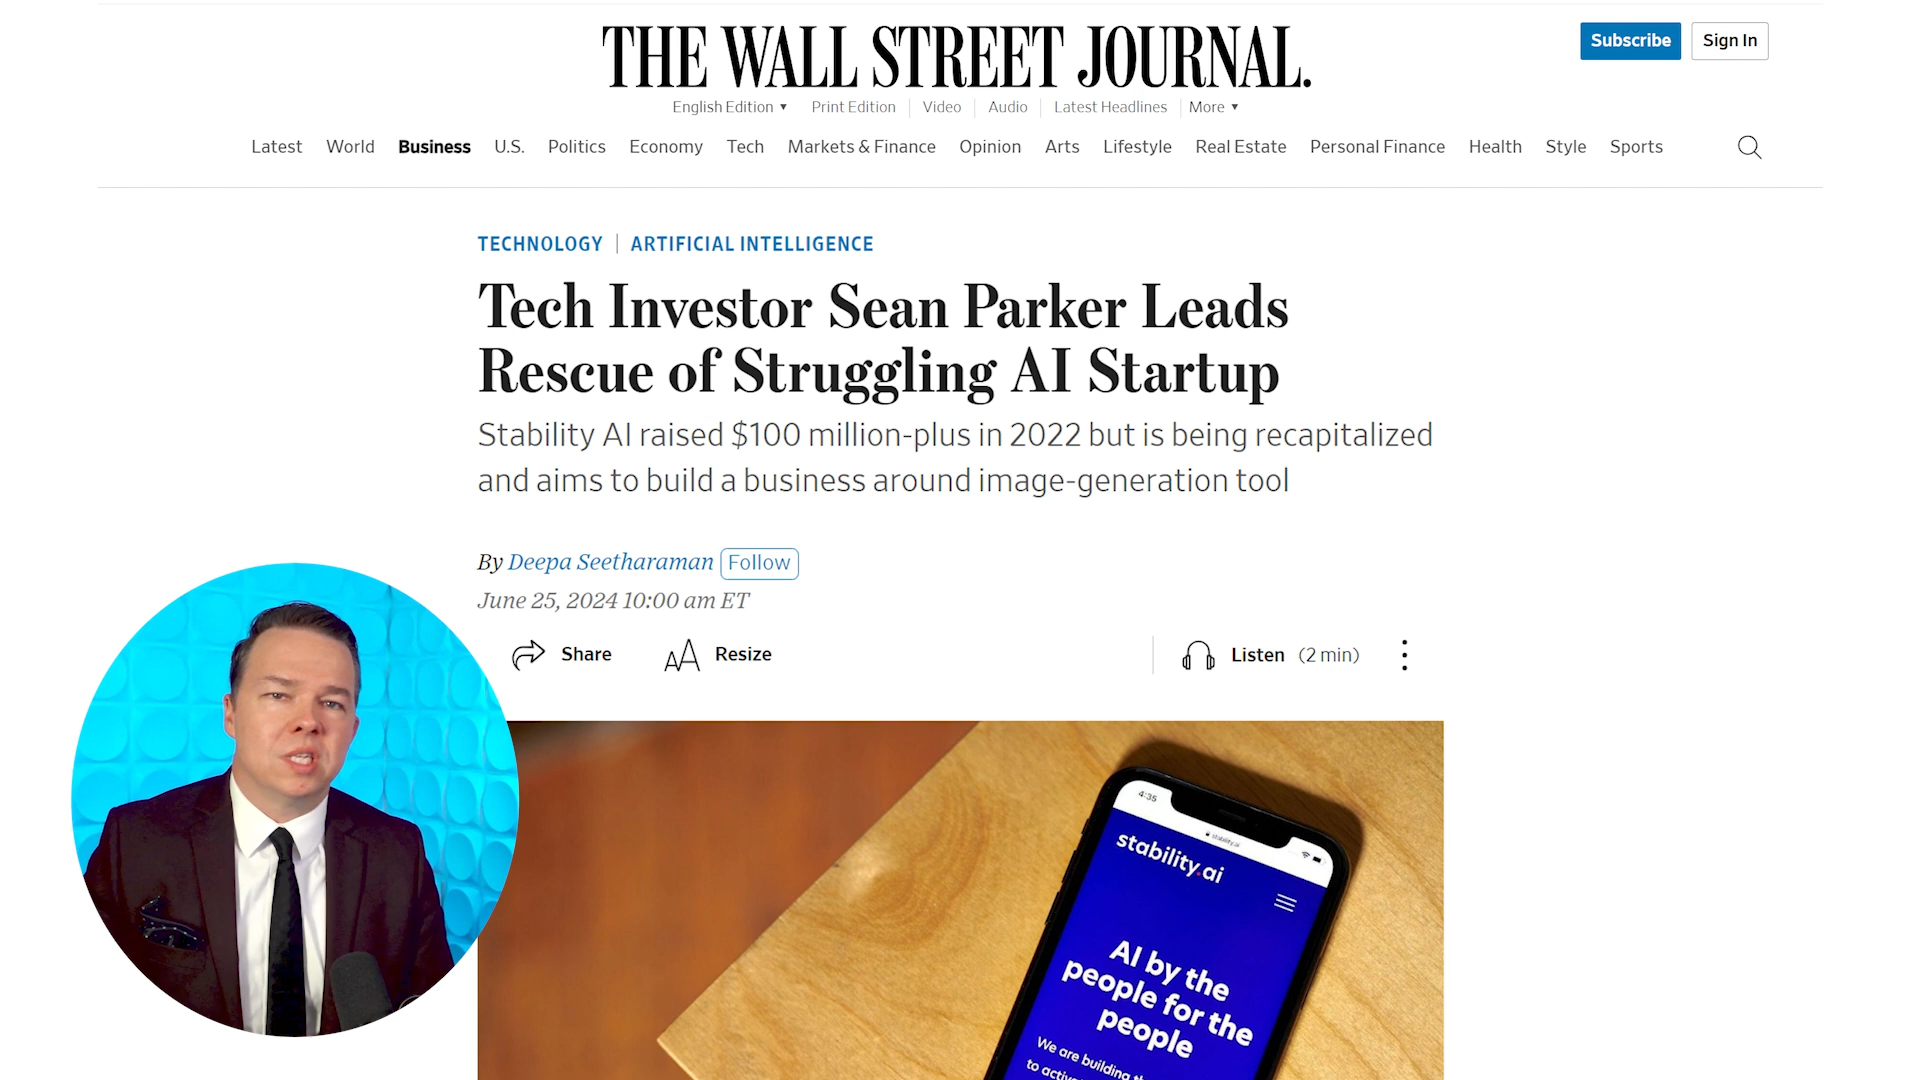 THE WALL STREET JOURNAL.
Subscribe
Sign In
English Edition
Print Edition
Video
Audio
Latest Headlines
More
Latest
World
Business
U.S.
Politics
Economy
Tech
Markets & Finance
Opinion
Arts
Lifestyle
Real Estate
Personal Finance
Health
Style
Sports
TECHNOLOGY | ARTIFICIAL INTELLIGENCE
Tech Investor Sean Parker Leads
Rescue of Struggling AI Startup
Stability AI raised $100 million-plus in 2022 but is being recapitalized
and aims to build a business around image-generation tool
By Deepa Seetharaman Follow
June 25, 2024 10:00 am ET
Share
Resize
Listen (2 min)
4:35
stability.ai
stability.ai
AI by the
people for the
people
We are building
to